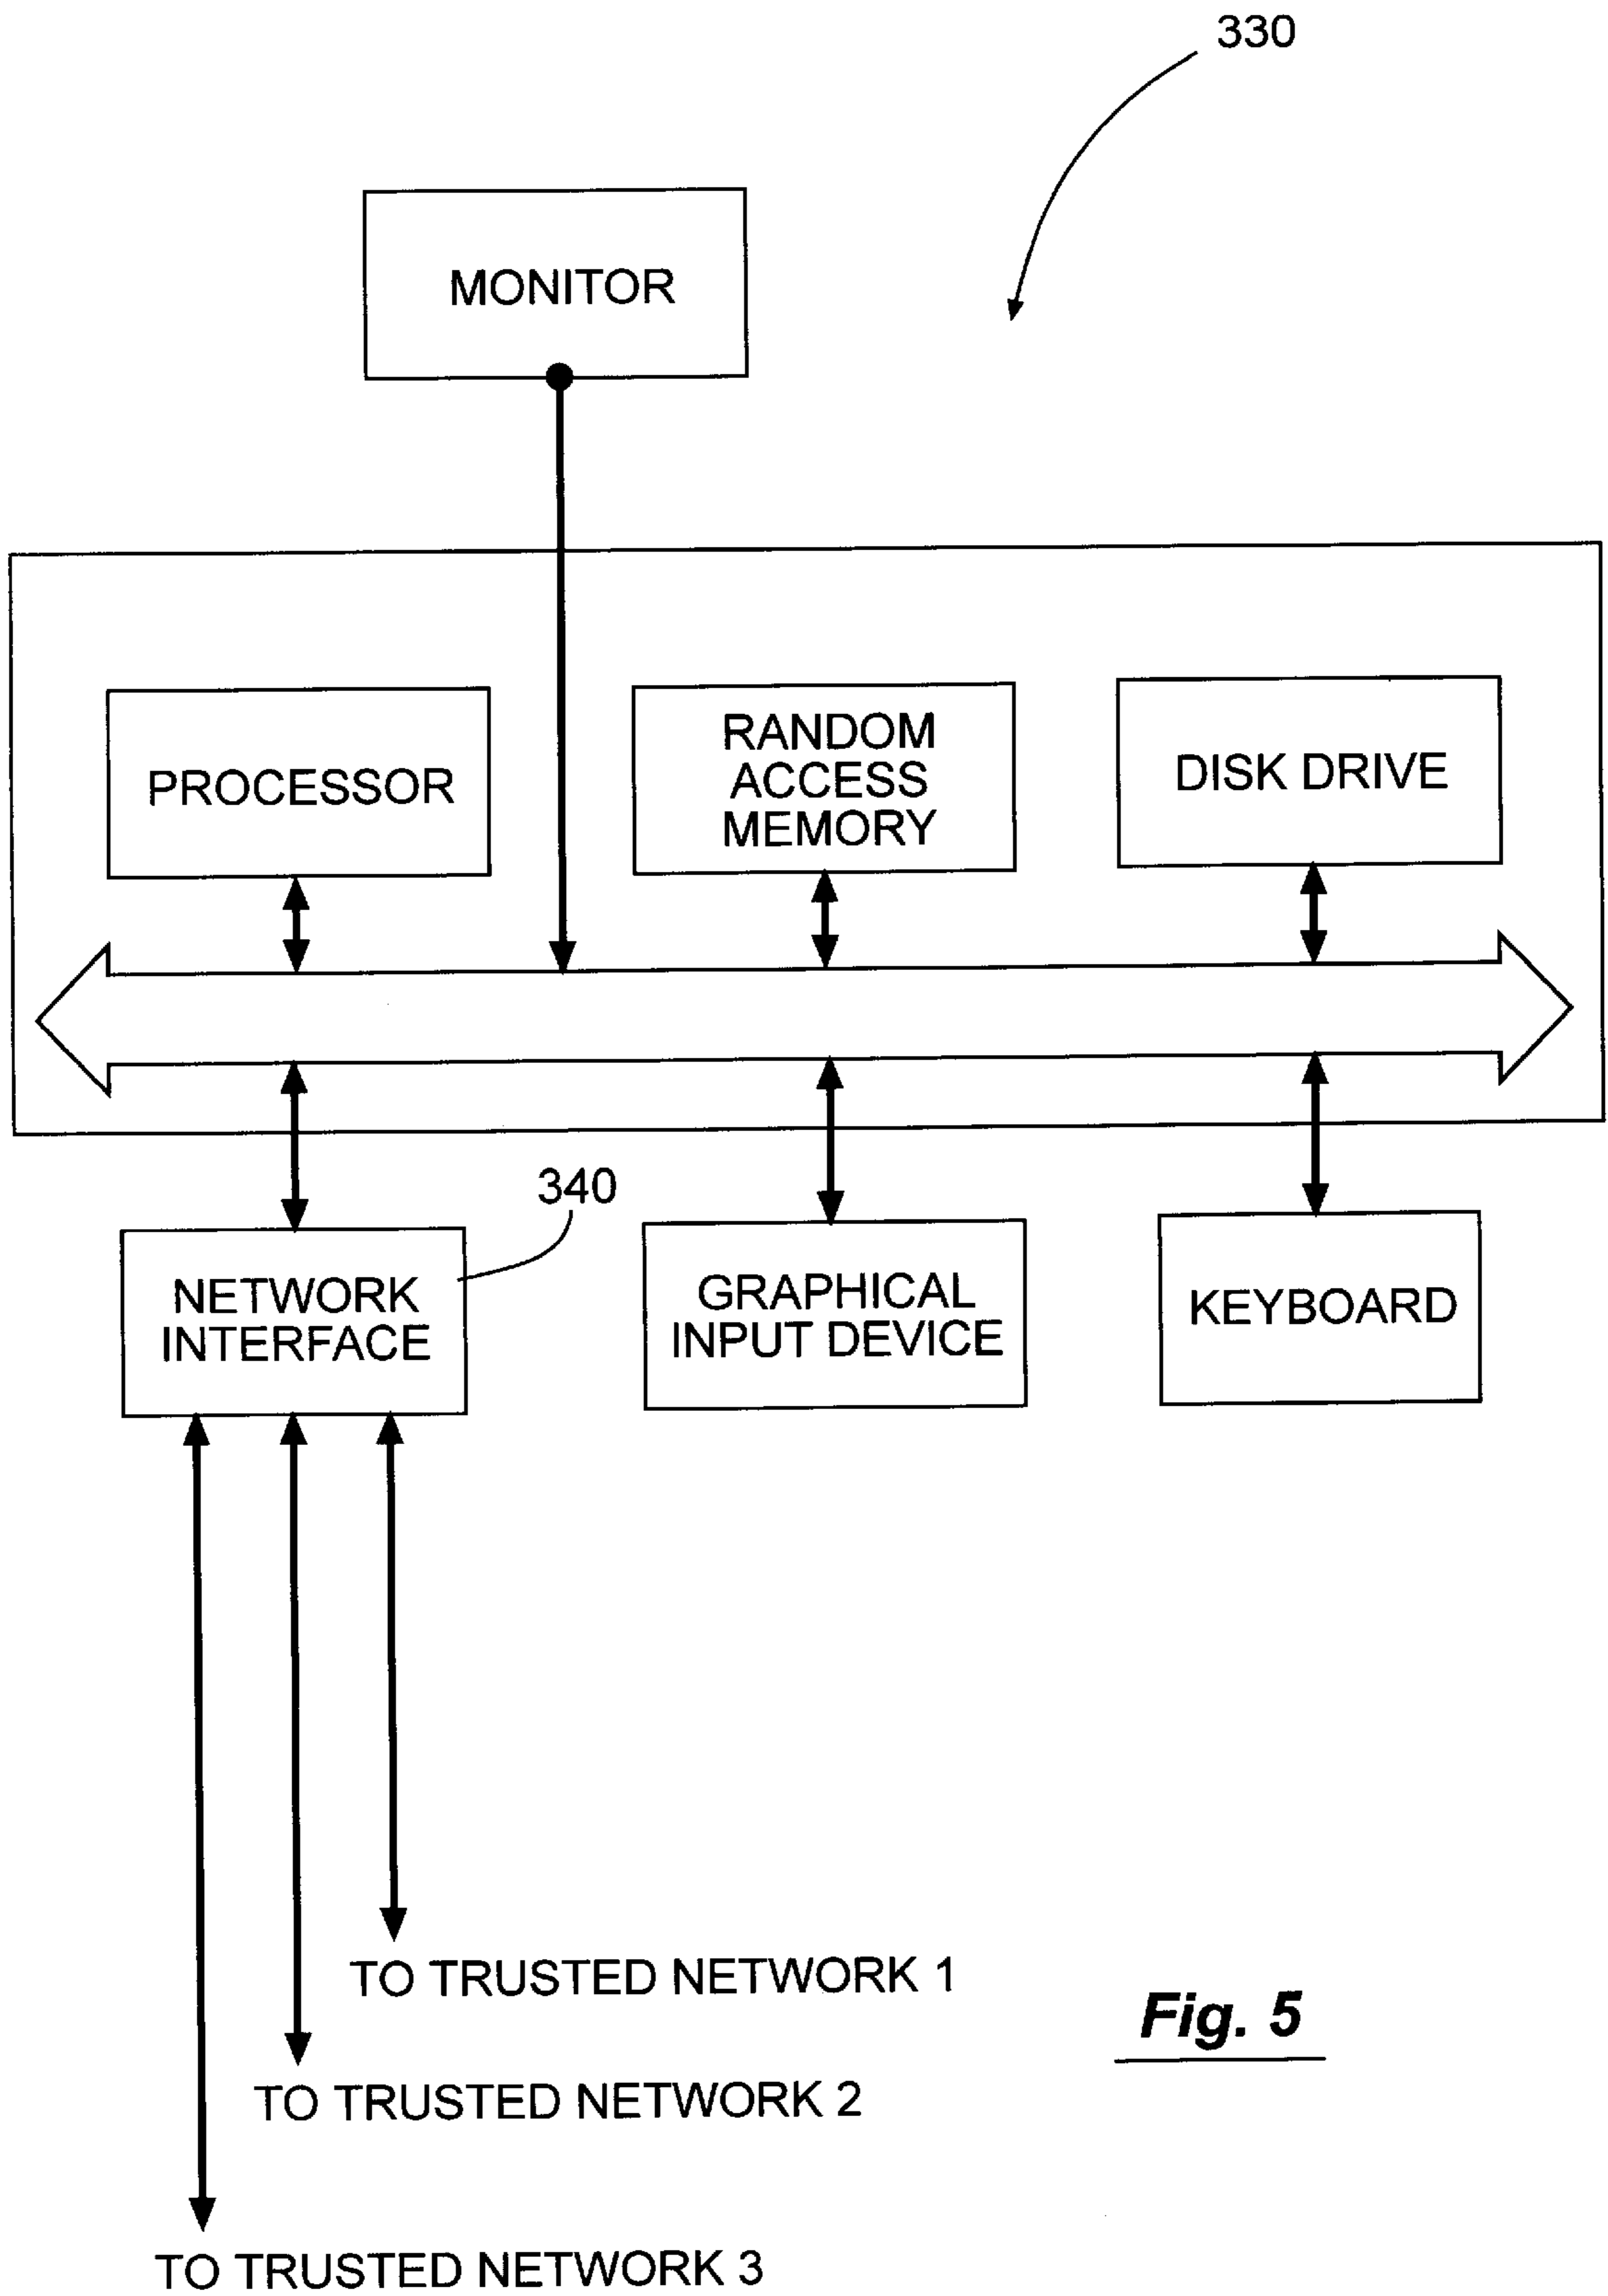 330
MONITOR
PROCESSOR
RANDOM
ACCESS
MEMORY
DISK DRIVE
340
NETWORK
INTERFACE
GRAPHICAL
INPUT DEVICE
KEYBOARD
TO TRUSTED NETWORK 1
Fig. 5
TO TRUSTED NETWORK 2
TO TRUSTED NETWORK 3